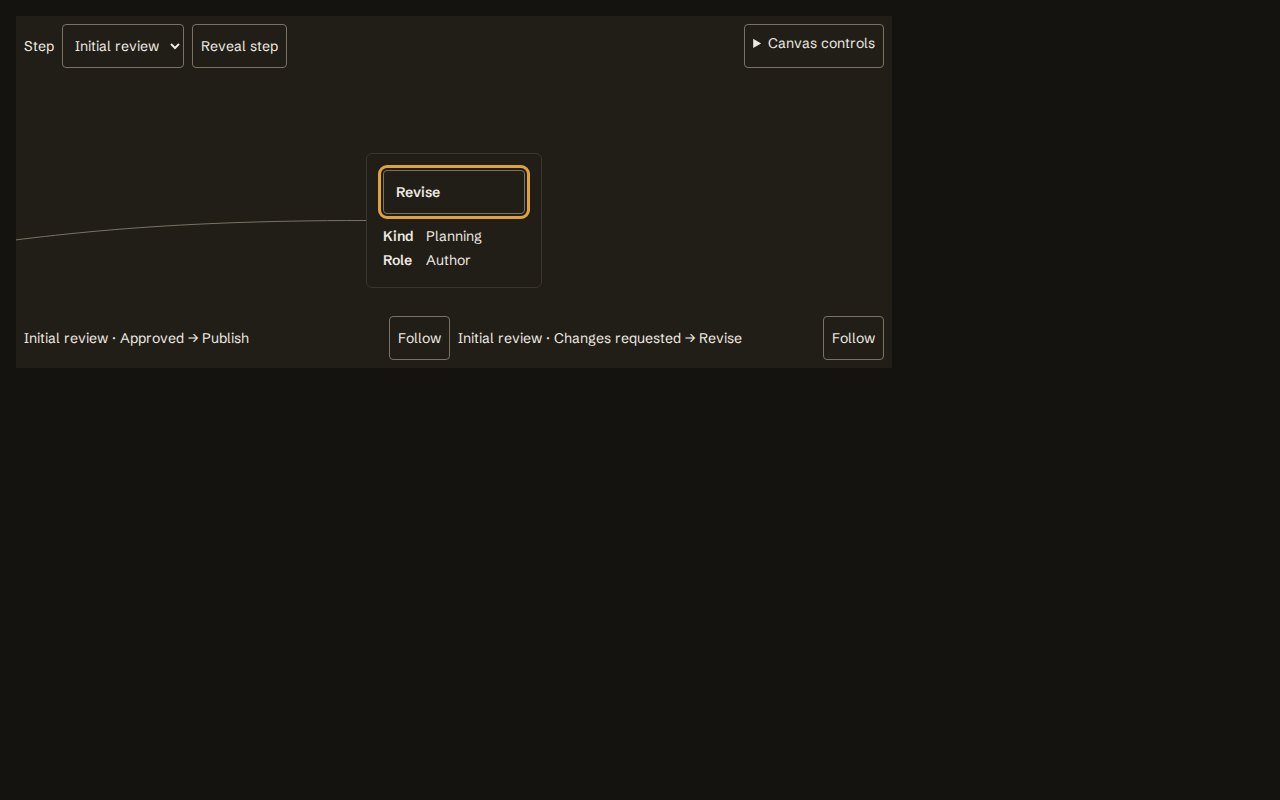 Step Initial review Reveal step Canvas controls
Revise
Kind Planning
Role Author
Initial review · Approved → Publish Follow Initial review · Changes requested → Revise Follow